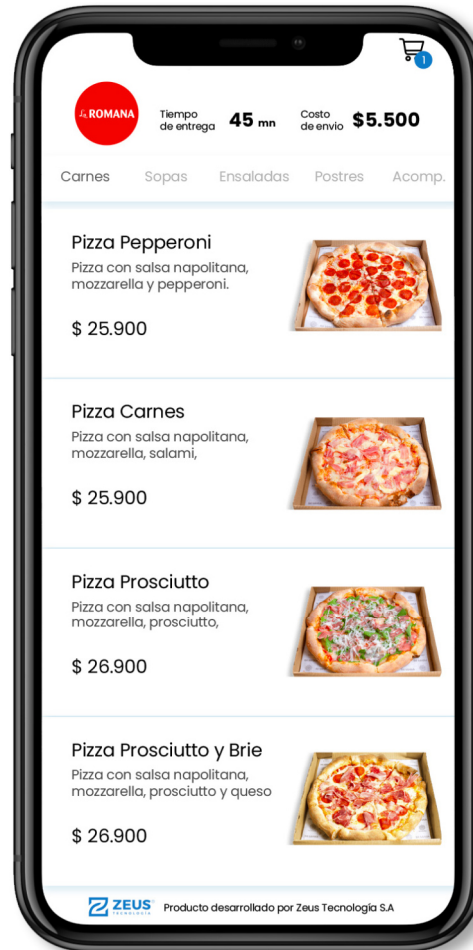 1
La ROMANA
Tiempo
de entrega
45 mn
Costo
de envio
$5.500
Carnes Sopas Ensaladas Postres Acomp.
Pizza Pepperoni
Pizza con salsa napolitana,
mozzarella y pepperoni.
$ 25.900
Pizza Carnes
Pizza con salsa napolitana,
mozzarella, salami,
$ 25.900
Pizza Prosciutto
Pizza con salsa napolitana,
mozzarella, prosciutto,
$ 26.900
Pizza Prosciutto y Brie
Pizza con salsa napolitana,
mozzarella, prosciutto y queso
$ 26.900
ZEUS
TECNOLOGÍA
Producto desarrollado por Zeus Tecnología S.A